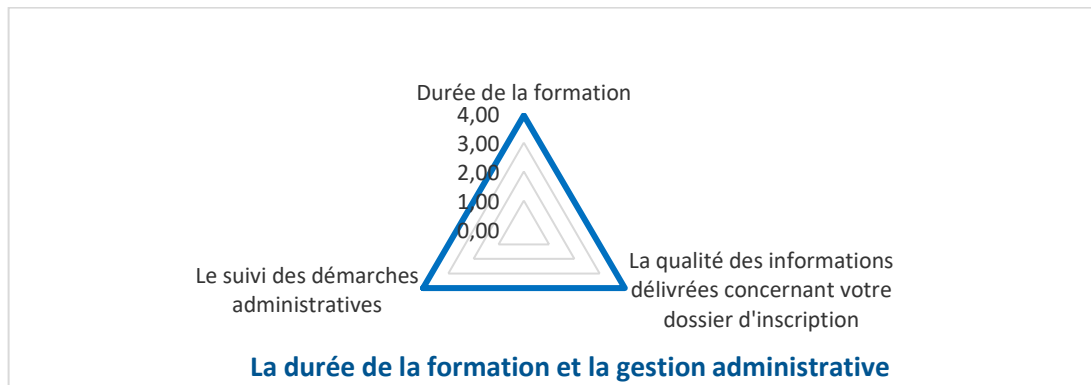 Durée de la formation
4,00
3,00
2,00
1,00
0,00
Le suivi des démarches
administratives
La qualité des informations
délivrées concernant votre
dossier d'inscription
La durée de la formation et la gestion administrative